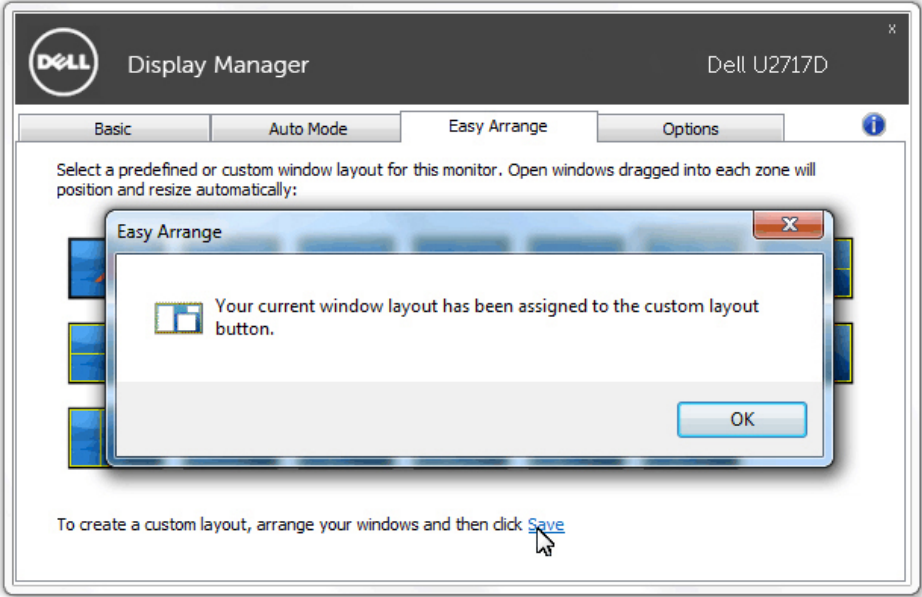 x
DELL
Display Manager
Dell U2717D
Basic
Auto Mode
Easy Arrange
Options
i
Select a predefined or custom window layout for this monitor. Open windows dragged into each zone will
position and resize automatically:
Easy Arrange
x
Your current window layout has been assigned to the custom layout
button.
OK
To create a custom layout, arrange your windows and then click Save